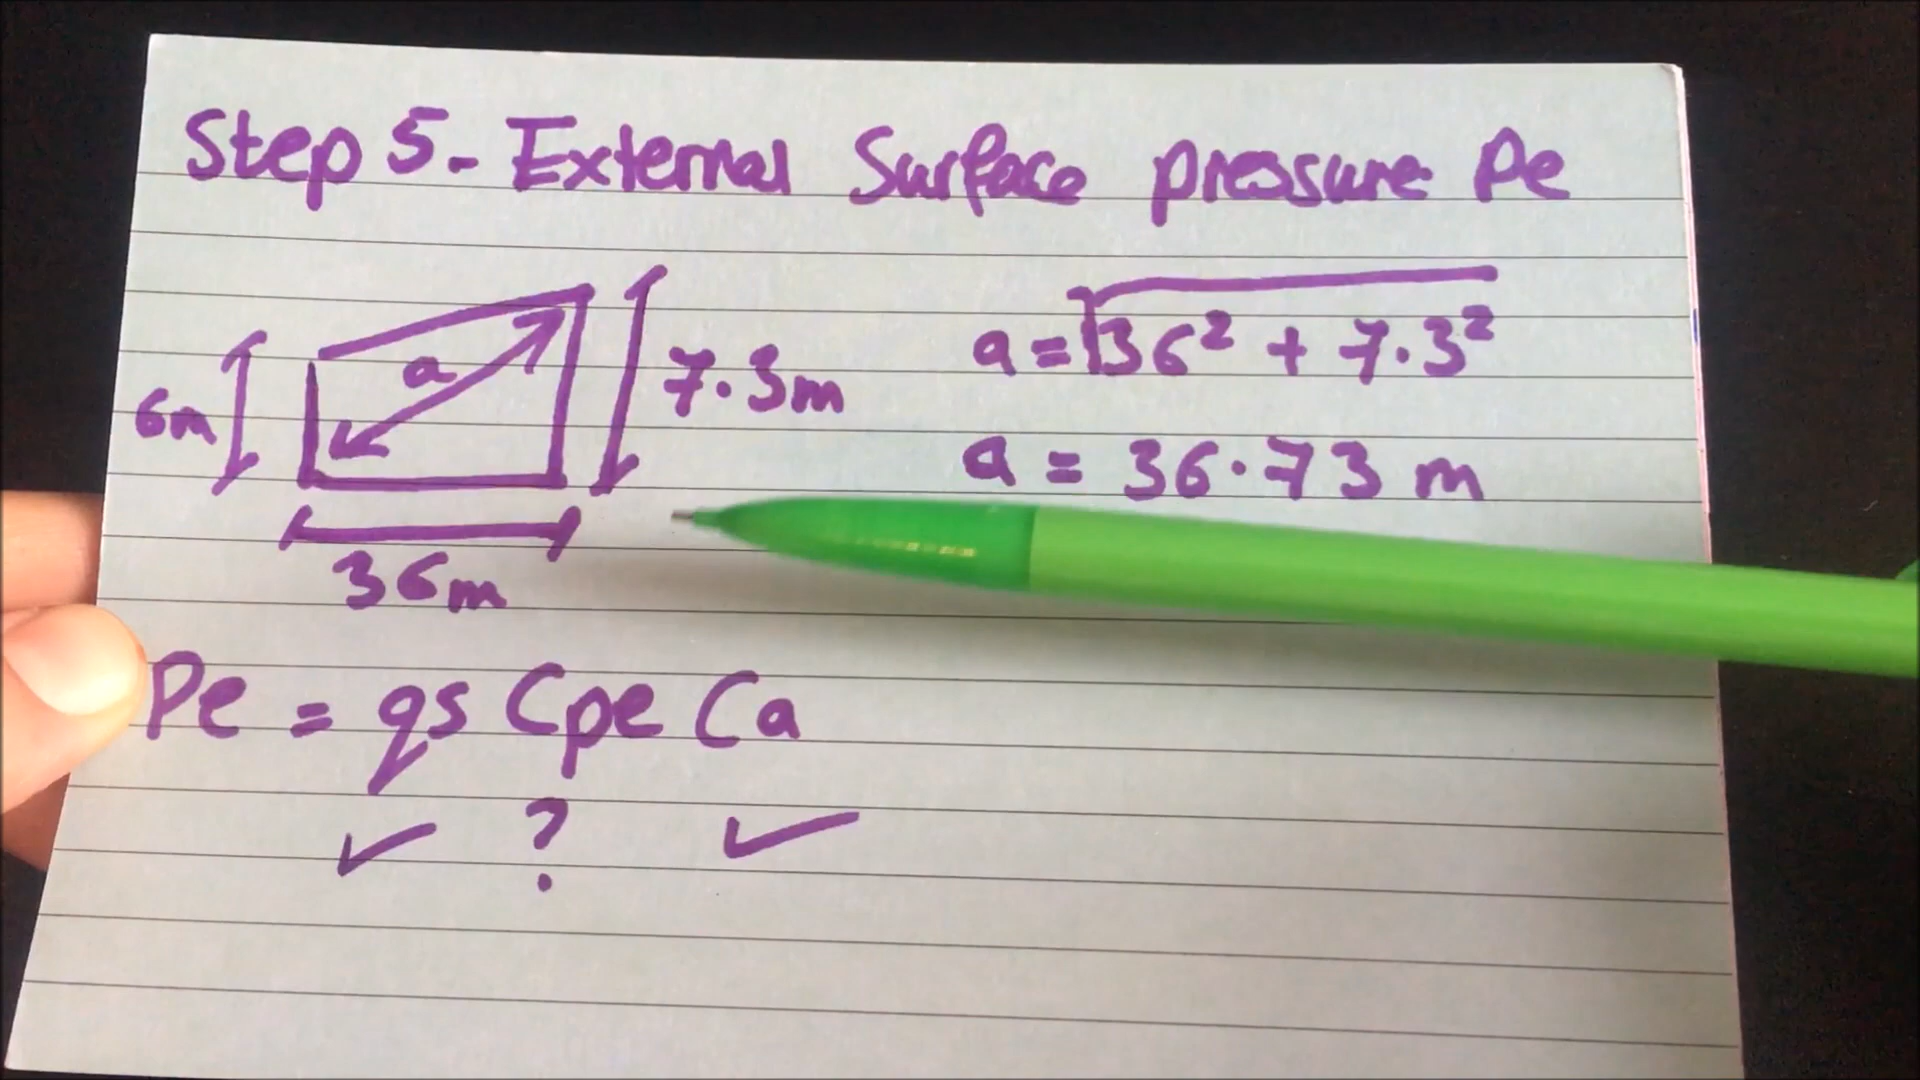 Step 5. External Surface pressure Pe
a
6m
7.3m
36m
a = √36² + 7.3²
a = 36.73 m
Pe = qs Cpe Ca
✓ ? ✓